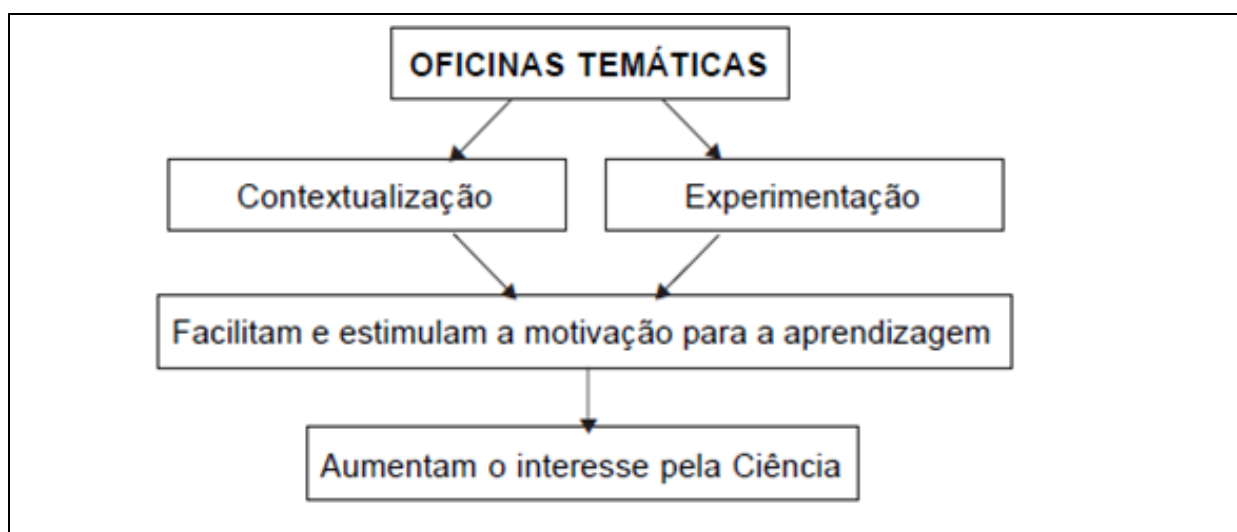 OFICINAS TEMÁTICAS
Contextualização
Experimentação
Facilitam e estimulam a motivação para a aprendizagem
Aumentam o interesse pela Ciência